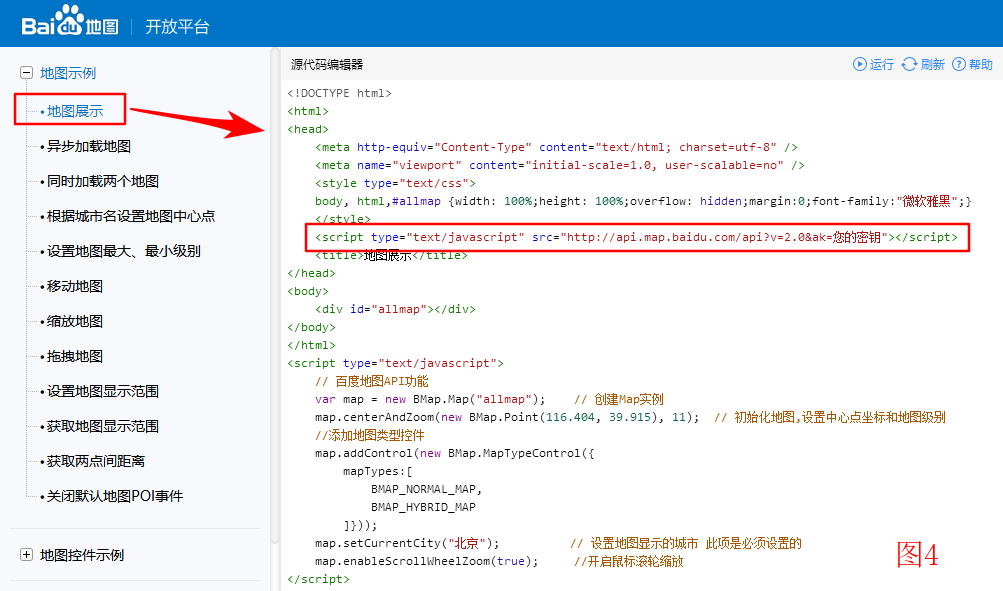 Baidu地图 开放平台
地图示例
•地图展示
•异步加载地图
•同时加载两个地图
•根据城市名设置地图中心点
•设置地图最大、最小级别
•移动地图
•缩放地图
•拖拽地图
•设置地图显示范围
•获取地图显示范围
•获取两点间距离
•关闭默认地图POI事件
地图控件示例
源代码编辑器 运行 刷新 ? 帮助
<!DOCTYPE html>
<html>
<head>
    <meta http-equiv="Content-Type" content="text/html; charset=utf-8" />
    <meta name="viewport" content="initial-scale=1.0, user-scalable=no" />
    <style type="text/css">
    body, html,#allmap {width: 100%;height: 100%;overflow: hidden;margin:0;font-family:"微软雅黑";}
    </style>
    <script type="text/javascript" src="http://api.map.baidu.com/api?v=2.0&ak=您的密钥"></script>
    <title>地图展示</title>
</head>
<body>
    <div id="allmap"></div>
</body>
</html>
<script type="text/javascript">
    // 百度地图API功能
    var map = new BMap.Map("allmap");    // 创建Map实例
    map.centerAndZoom(new BMap.Point(116.404, 39.915), 11);  // 初始化地图,设置中心点坐标和地图级别
    //添加地图类型控件
    map.addControl(new BMap.MapTypeControl({
        mapTypes:[
            BMAP_NORMAL_MAP,
            BMAP_HYBRID_MAP
        ]}));
    map.setCurrentCity("北京");          // 设置地图显示的城市 此项是必须设置的
    map.enableScrollWheelZoom(true);     //开启鼠标滚轮缩放
</script>
图4